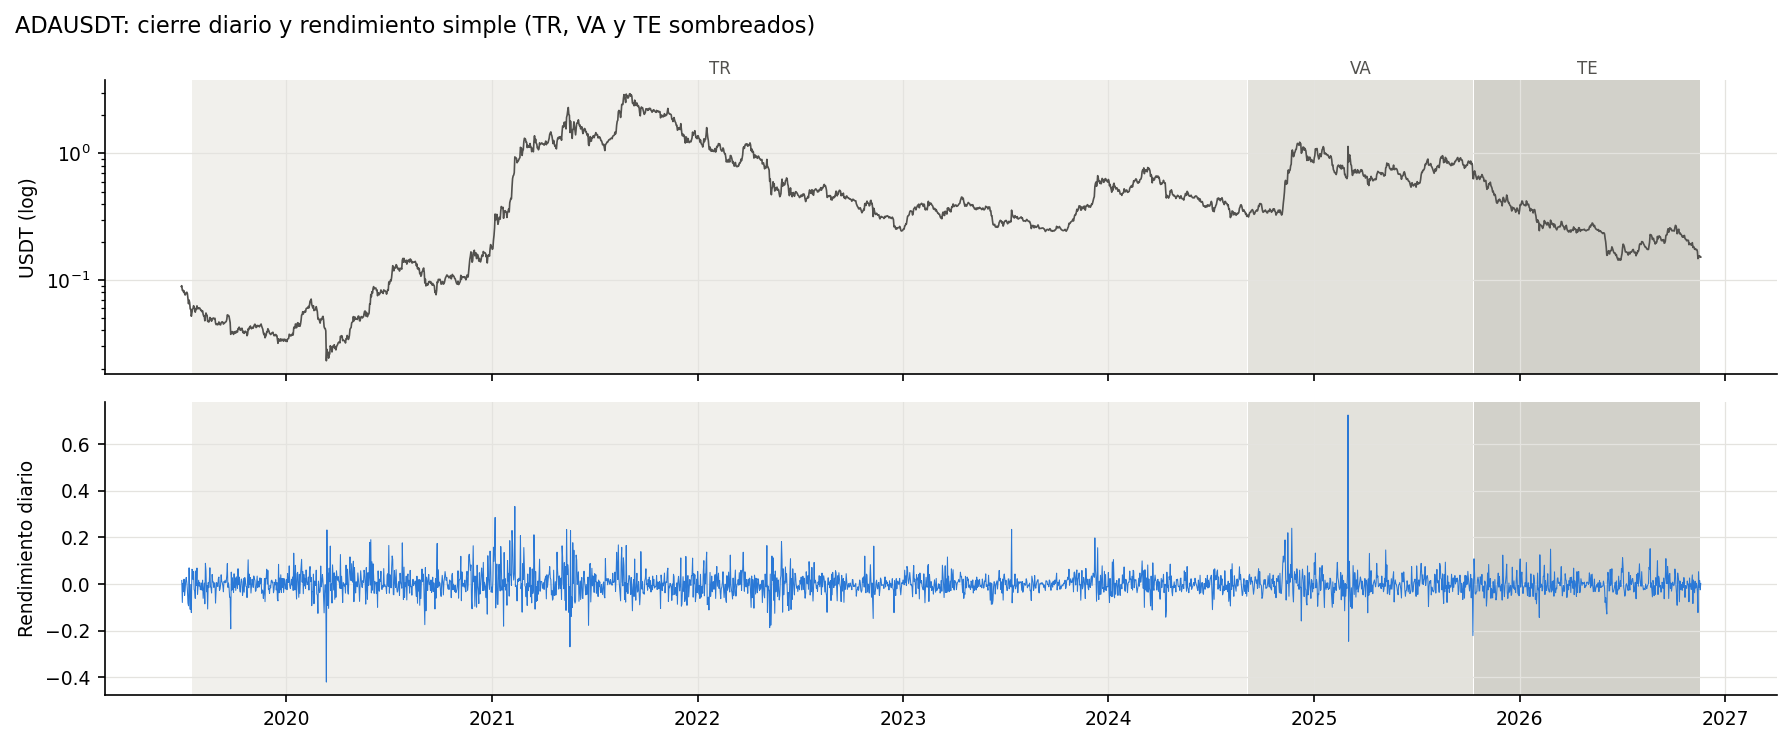 ADAUSDT: cierre diario y rendimiento simple (TR, VA y TE sombreados)
TR VA TE
USDT (log)
10⁰
10⁻¹
Rendimiento diario
0.6
0.4
0.2
0.0
−0.2
−0.4
2020 2021 2022 2023 2024 2025 2026 2027